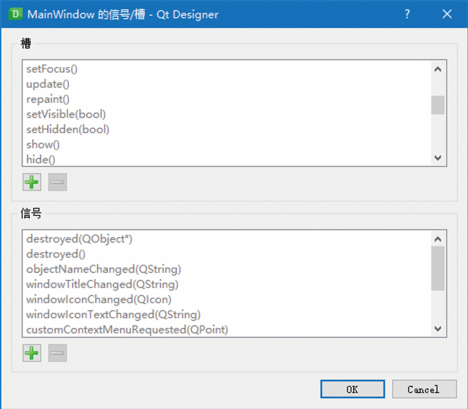 MainWindow 的信号/槽 - Qt Designer
槽
setFocus()
update()
repaint()
setVisible(bool)
setHidden(bool)
show()
hide()
信号
destroyed(QObject*)
destroyed()
objectNameChanged(QString)
windowTitleChanged(QString)
windowIconChanged(QIcon)
windowIconTextChanged(QString)
customContextMenuRequested(QPoint)
OK Cancel